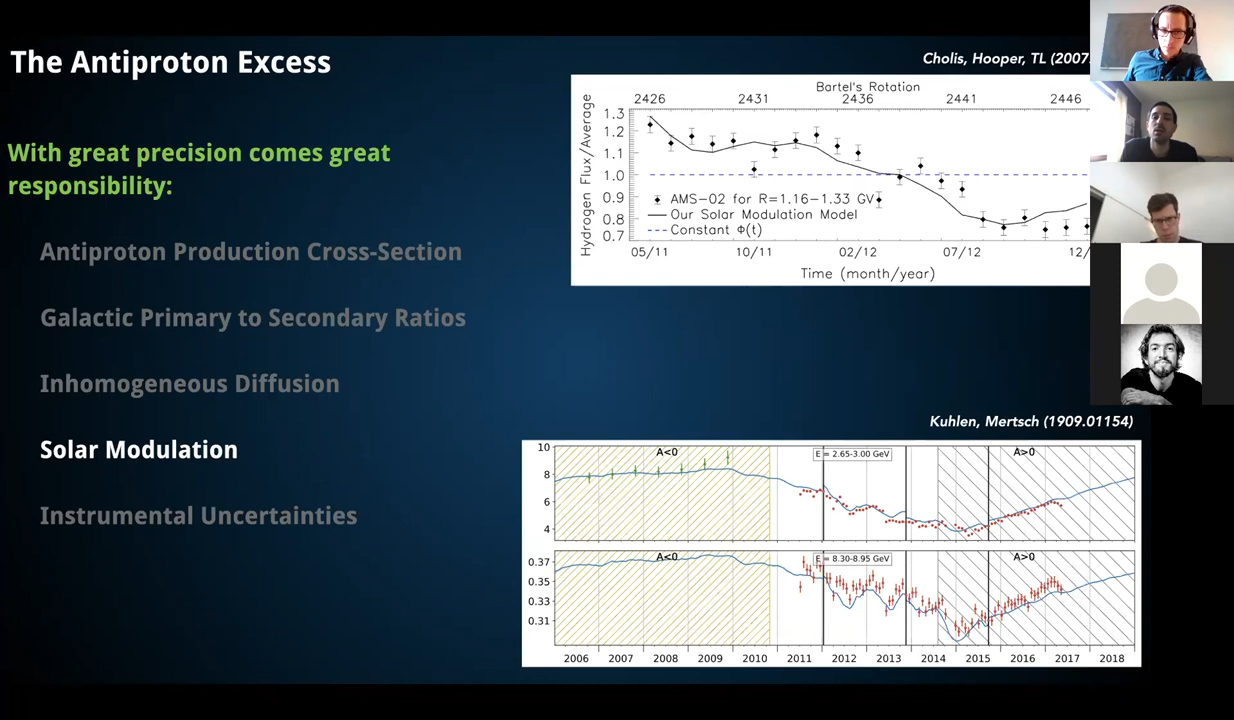 The Antiproton Excess
Cholis, Hooper, TL (2007
With great precision comes great
responsibility:
Antiproton Production Cross-Section
Galactic Primary to Secondary Ratios
Inhomogeneous Diffusion
Solar Modulation
Instrumental Uncertainties
Bartel's Rotation
2426 2431 2436 2441 2446
Hydrogen Flux/Average
1.3
1.2
1.1
1.0
0.9
0.8
0.7
AMS-02 for R=1.16-1.33 GV
Our Solar Modulation Model
Constant Φ(t)
05/11 10/11 02/12 07/12 12/
Time (month/year)
Kuhlen, Mertsch (1909.01154)
10
8
6
4
A<0
E = 2.65-3.00 GeV
A>0
0.37
0.35
0.33
0.31
A<0
E = 8.30-8.95 GeV
A>0
2006 2007 2008 2009 2010 2011 2012 2013 2014 2015 2016 2017 2018